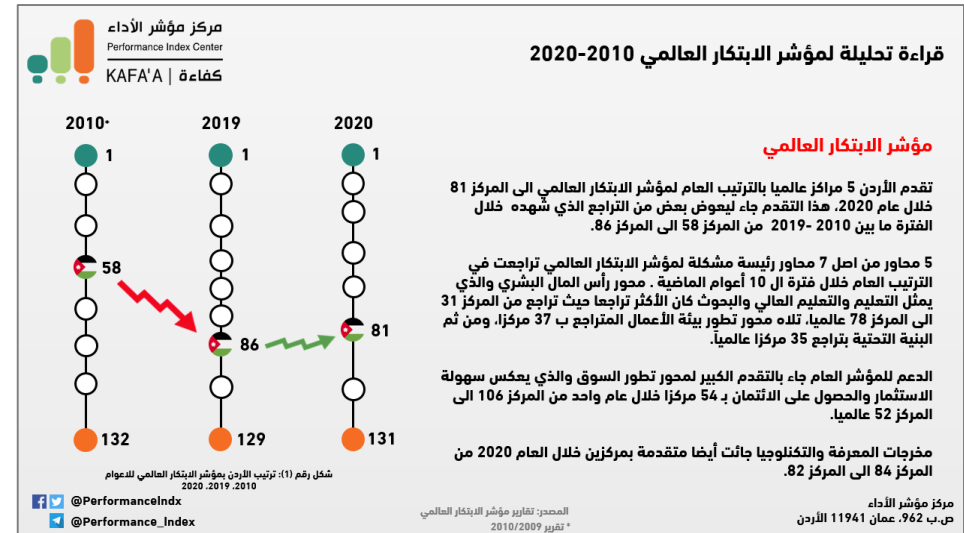 مركز مؤشر الأداء
Performance Index Center
كفاءة | KAFA'A
قراءة تحليلة لمؤشر الابتكار العالمي 2010-2020
2010* 2019 2020
1 1 1
58
86
81
132 129 131
شكل رقم (1): ترتيب الأردن بمؤشر الابتكار العالمي للاعوام
2010، 2019، 2020
مؤشر الابتكار العالمي
تقدم الأردن 5 مراكز عالميا بالترتيب العام لمؤشر الابتكار العالمي الى المركز 81
خلال عام 2020، هذا التقدم جاء ليعوض بعض من التراجع الذي شهده خلال
الفترة ما بين 2010 -2019 من المركز 58 الى المركز 86.
5 محاور من اصل 7 محاور رئيسة مشكلة لمؤشر الابتكار العالمي تراجعت في
الترتيب العام خلال فترة ال 10 أعوام الماضية . محور رأس المال البشري والذي
يمثل التعليم والتعليم العالي والبحوث كان الأكثر تراجعا حيث تراجع من المركز 31
الى المركز 78 عالميا، تلاه محور تطور بيئة الأعمال المتراجع ب 37 مركزا، ومن ثم
البنية التحتية بتراجع 35 مركزا عالمياً.
الدعم للمؤشر العام جاء بالتقدم الكبير لمحور تطور السوق والذي يعكس سهولة
الاستثمار والحصول على الائتمان بـ 54 مركزا خلال عام واحد من المركز 106 الى
المركز 52 عالميا.
مخرجات المعرفة والتكنلوجيا جائت أيضا متقدمة بمركزين خلال العام 2020 من
المركز 84 الى المركز 82.
@PerformanceIndx
@Performance_Index
المصدر: تقارير مؤشر الابتكار العالمي
* تقرير 2010/2009
مركز مؤشر الأداء
ص.ب 962، عمان 11941 الأردن